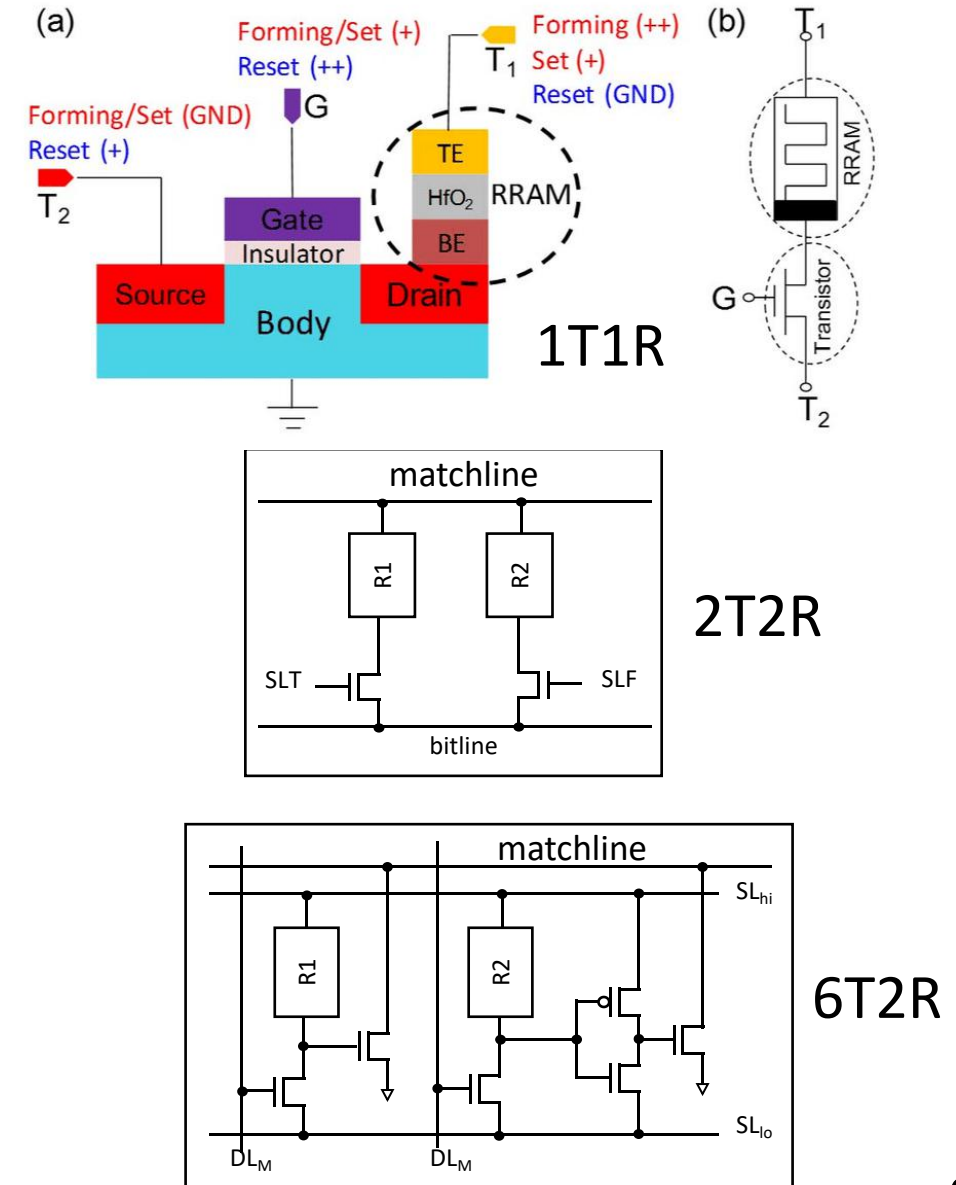 (a)
Forming/Set (+)
Reset (++)
G
T1
Forming (++)
Set (+)
Reset (GND)
Forming/Set (GND)
Reset (+)
T2
TE
HfO2
BE
RRAM
Gate
Insulator
Source
Drain
Body
1T1R
(b)
T1
RRAM
G
Transistor
T2
matchline
R1
R2
SLT
SLF
bitline
2T2R
matchline
SLhi
R1
R2
6T2R
SLlo
DLM
DLM